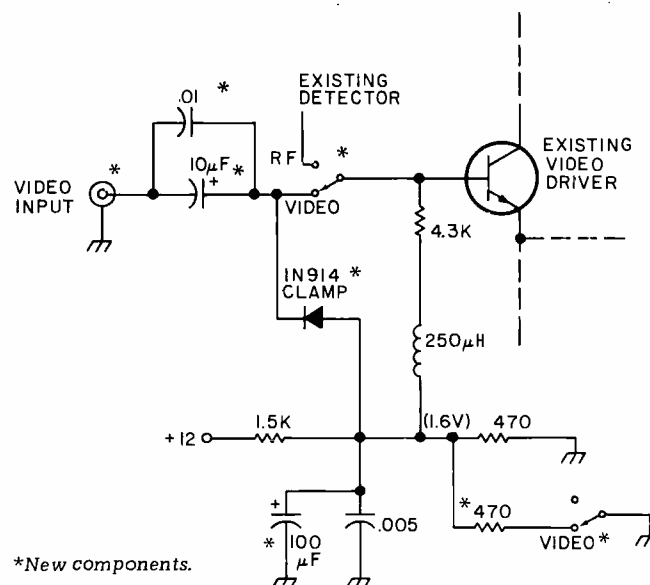 .01 *
EXISTING
DETECTOR
RF
*
10µF
+
*
*
VIDEO
INPUT
VIDEO
EXISTING
VIDEO
DRIVER
4.3K
IN914 *
CLAMP
250µH
+12
1.5K
(1.6V)
470
+
* 100
µF
.005
* 470
VIDEO *
*New components.